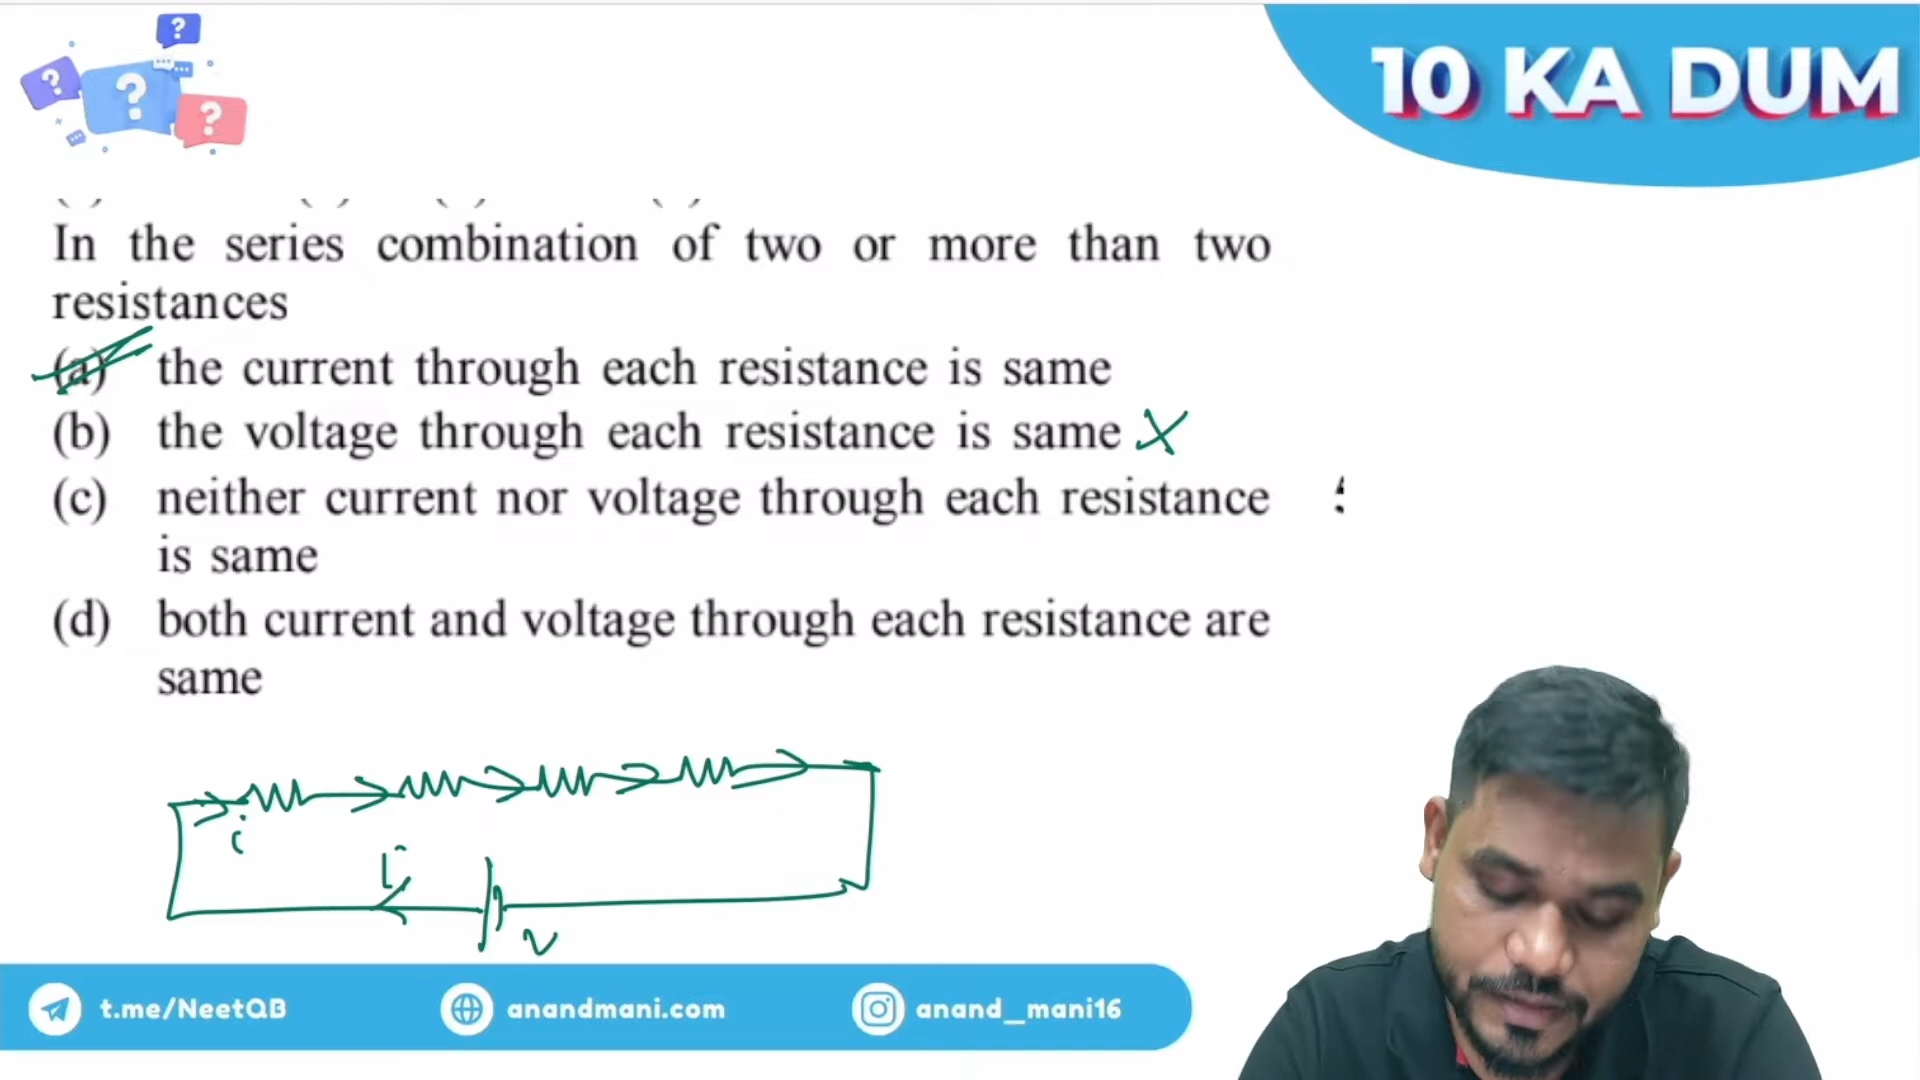 10 KA DUM
In the series combination of two or more than two
resistances
(a) the current through each resistance is same
(b) the voltage through each resistance is same
(c) neither current nor voltage through each resistance
is same
(d) both current and voltage through each resistance are
same
i
i
v
t.me/NeetQB
anandmani.com
anand_mani16